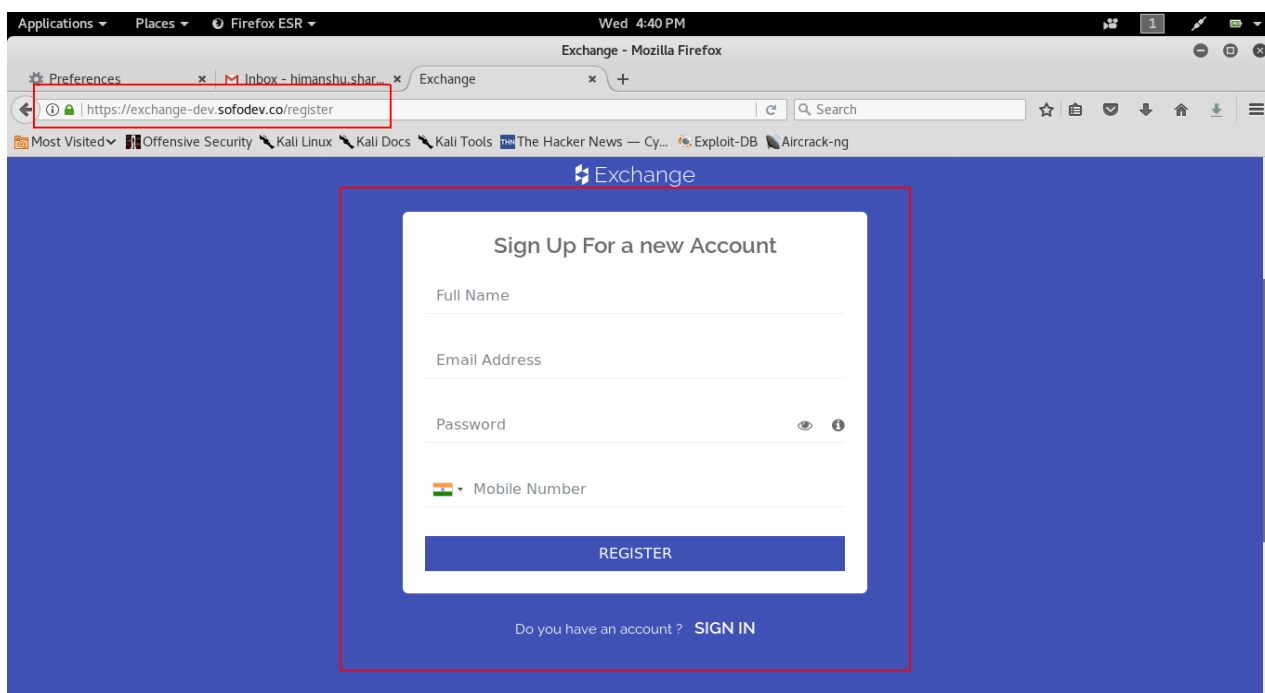 Applications Places Firefox ESR Wed 4:40 PM 1
Exchange - Mozilla Firefox
Preferences Inbox - himanshu.shar... Exchange
https://exchange-dev.sofodev.co/register Search
Most Visited Offensive Security Kali Linux Kali Docs Kali Tools THN The Hacker News — Cy... Exploit-DB Aircrack-ng
Exchange
Sign Up For a new Account
Full Name
Email Address
Password
Mobile Number
REGISTER
Do you have an account ? SIGN IN